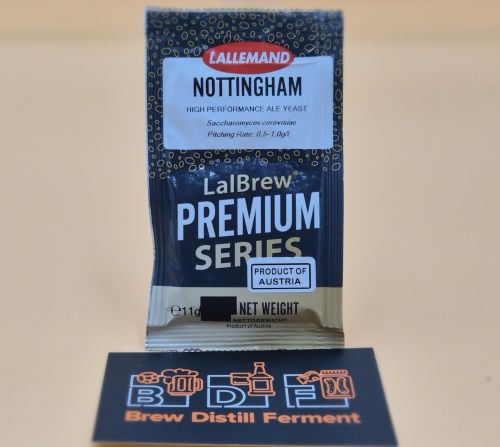 LALLEMAND
NOTTINGHAM
HIGH PERFORMANCE ALE YEAST
Saccharomyces cerevisiae
Pitching Rate: 0,5-1,0g/l
LalBrew®
PREMIUM
SERIES
PRODUCT OF
AUSTRIA
℮11g NET WEIGHT
NETTOGEWICHT
Product of Austria
B D F
Brew Distill Ferment